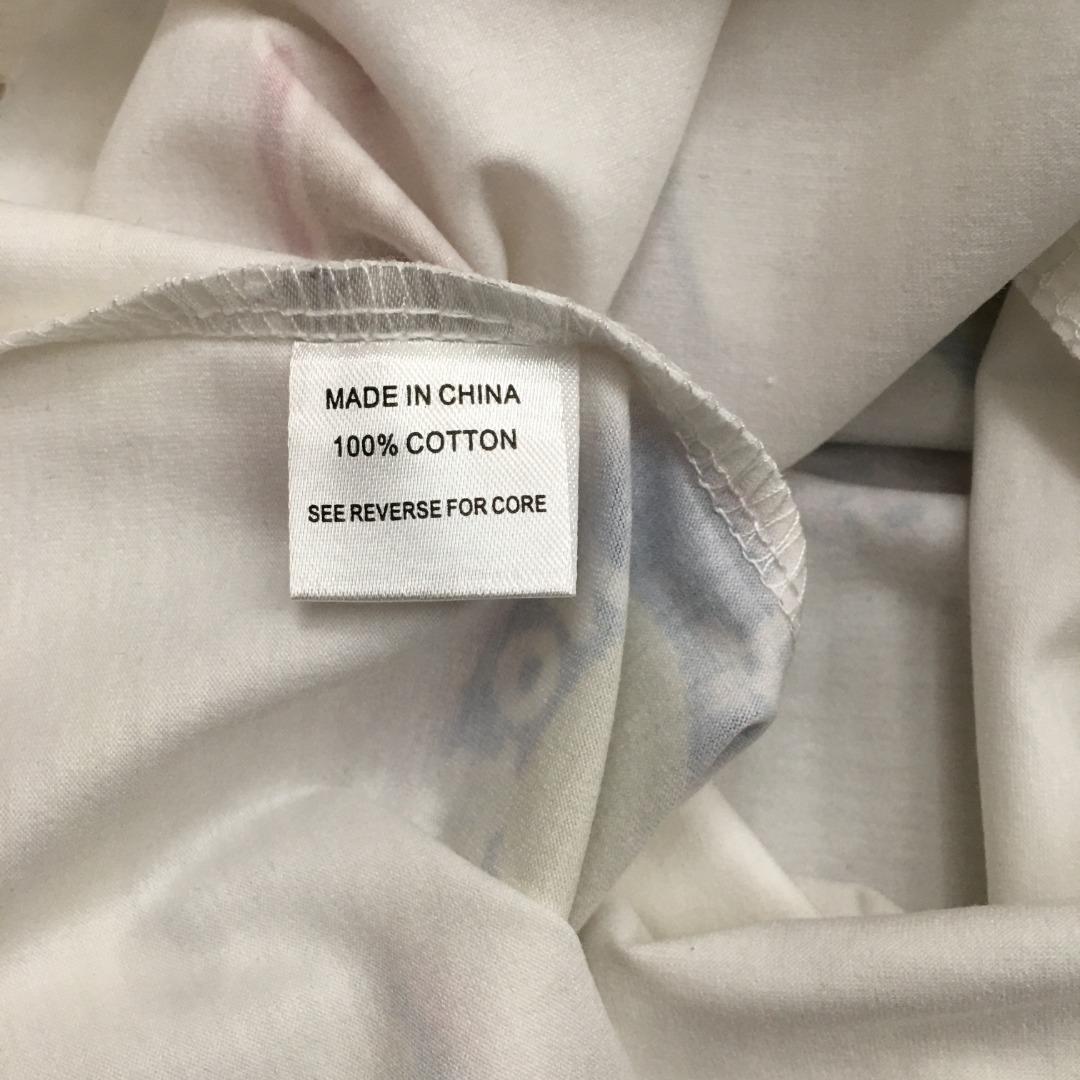 MADE IN CHINA
100% COTTON
SEE REVERSE FOR CORE